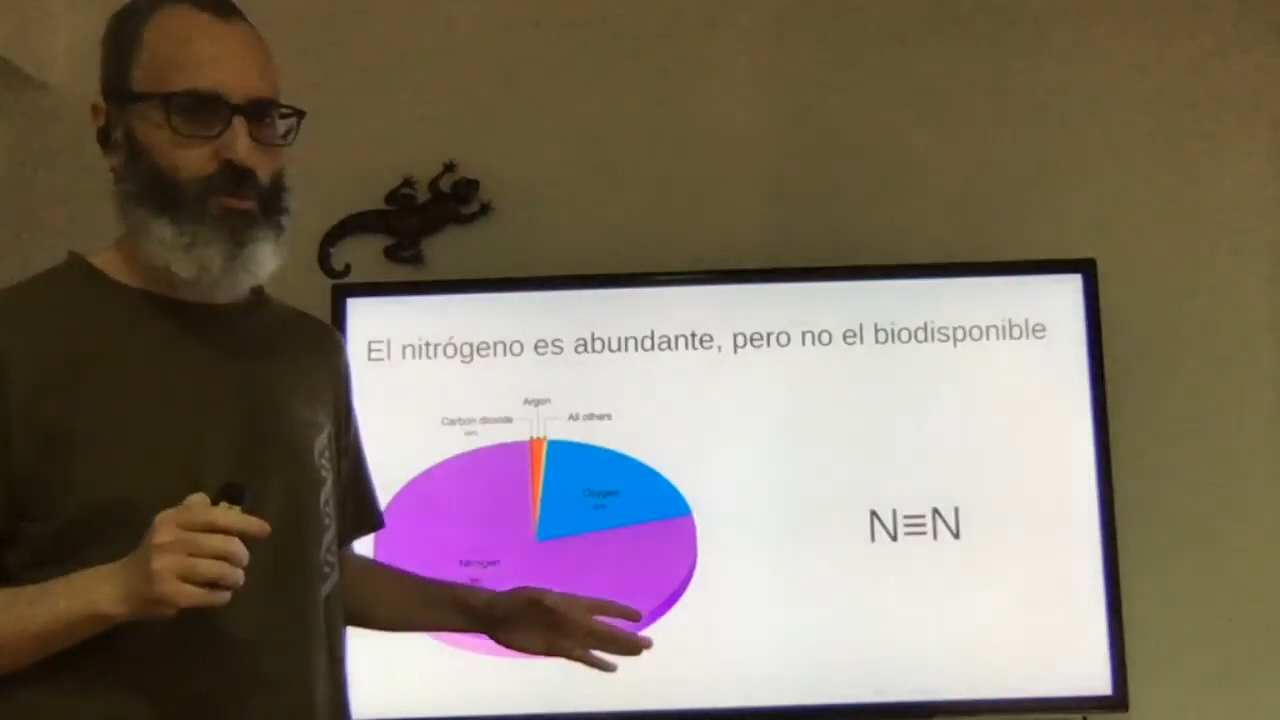 El nitrógeno es abundante, pero no el biodisponible
Argon
Carbon dioxide
All others
Oxygen
Nitrogen
N≡N